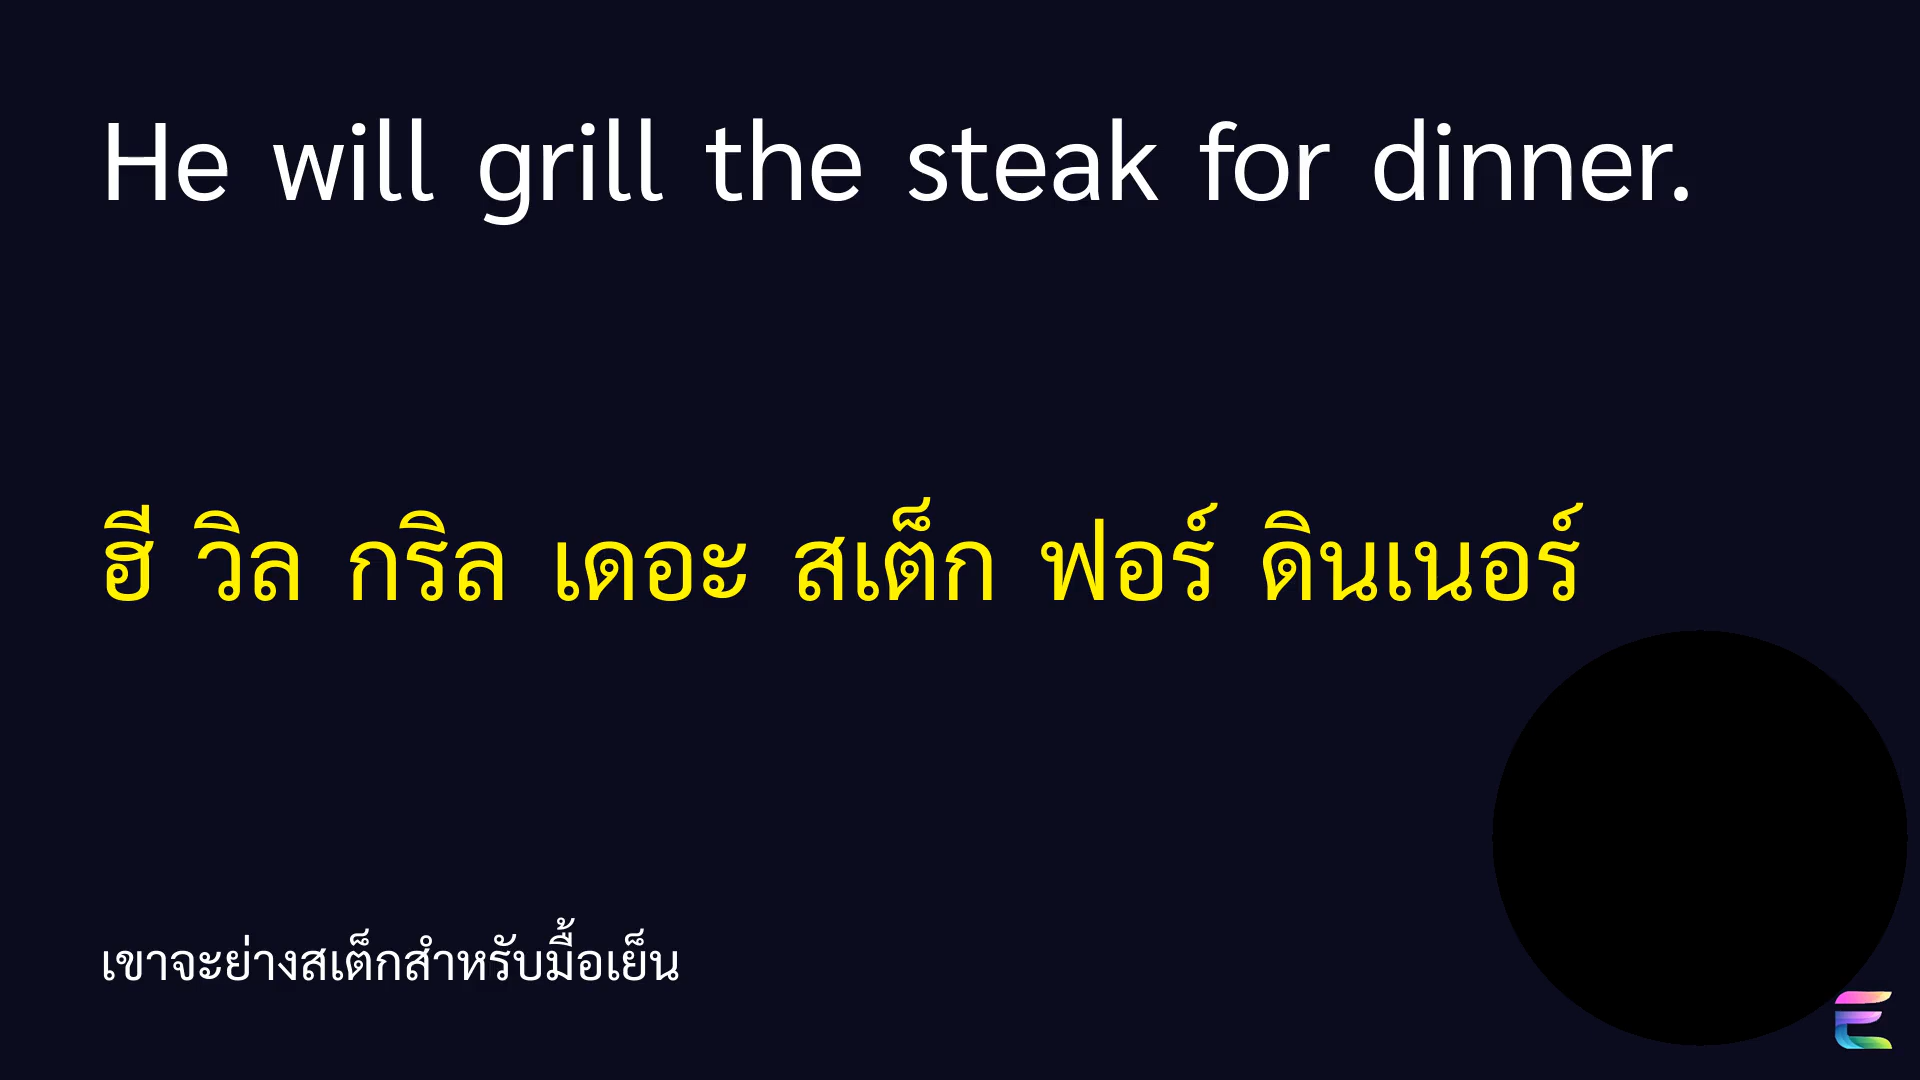 He will grill the steak for dinner.
ฮี วิล กริล เดอะ สเต็ก ฟอร์ ดินเนอร์
เขาจะย่างสเต็กสำหรับมื้อเย็น